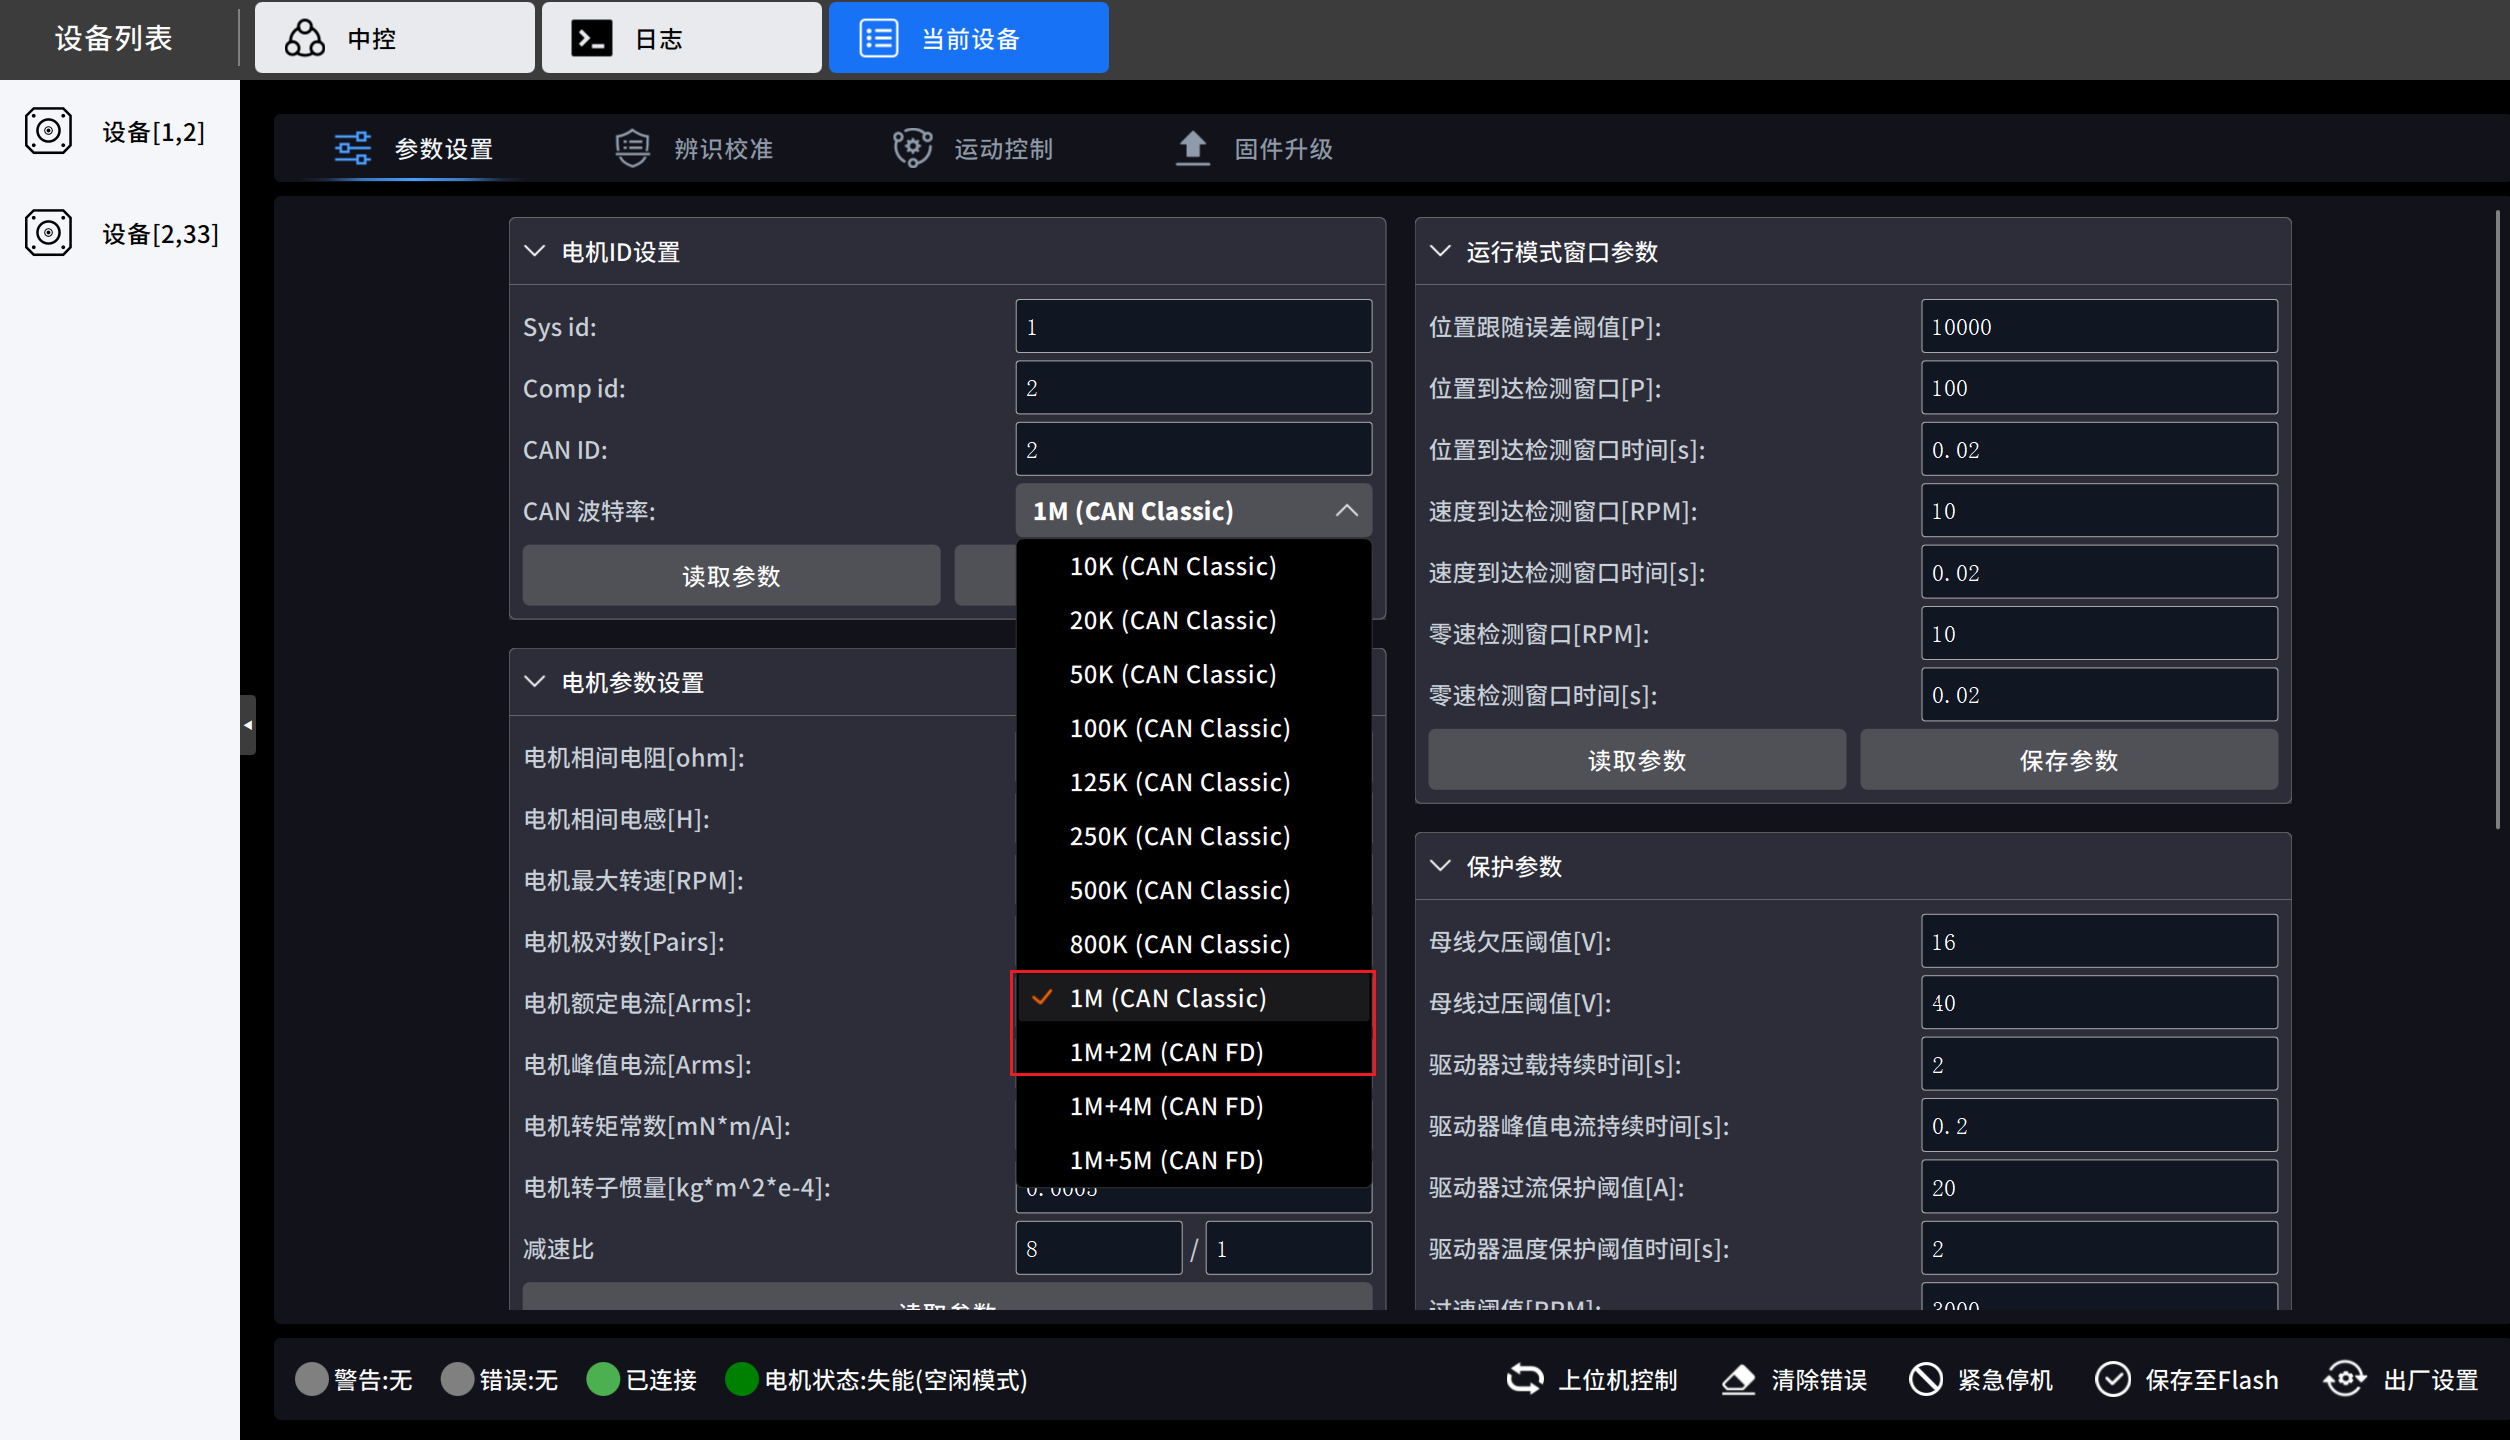 设备列表
中控
日志
当前设备
设备[1,2]
设备[2,33]
参数设置
辨识校准
运动控制
固件升级
电机ID设置
Sys id:
1
Comp id:
2
CAN ID:
2
CAN 波特率:
1M (CAN Classic)
读取参数
10K (CAN Classic)
20K (CAN Classic)
50K (CAN Classic)
100K (CAN Classic)
125K (CAN Classic)
250K (CAN Classic)
500K (CAN Classic)
800K (CAN Classic)
1M (CAN Classic)
1M+2M (CAN FD)
1M+4M (CAN FD)
1M+5M (CAN FD)
电机参数设置
电机相间电阻[ohm]:
电机相间电感[H]:
电机最大转速[RPM]:
电机极对数[Pairs]:
电机额定电流[Arms]:
电机峰值电流[Arms]:
电机转矩常数[mN*m/A]:
电机转子惯量[kg*m^2*e-4]:
减速比
8 / 1
读取参数
运行模式窗口参数
位置跟随误差阈值[P]:
10000
位置到达检测窗口[P]:
100
位置到达检测窗口时间[s]:
0.02
速度到达检测窗口[RPM]:
10
速度到达检测窗口时间[s]:
0.02
零速检测窗口[RPM]:
10
零速检测窗口时间[s]:
0.02
读取参数
保存参数
保护参数
母线欠压阈值[V]:
16
母线过压阈值[V]:
40
驱动器过载持续时间[s]:
2
驱动器峰值电流持续时间[s]:
0.2
驱动器过流保护阈值[A]:
20
驱动器温度保护阈值时间[s]:
2
过速阈值[RPM]:
3000
警告:无
错误:无
已连接
电机状态:失能(空闲模式)
上位机控制
清除错误
紧急停机
保存至Flash
出厂设置